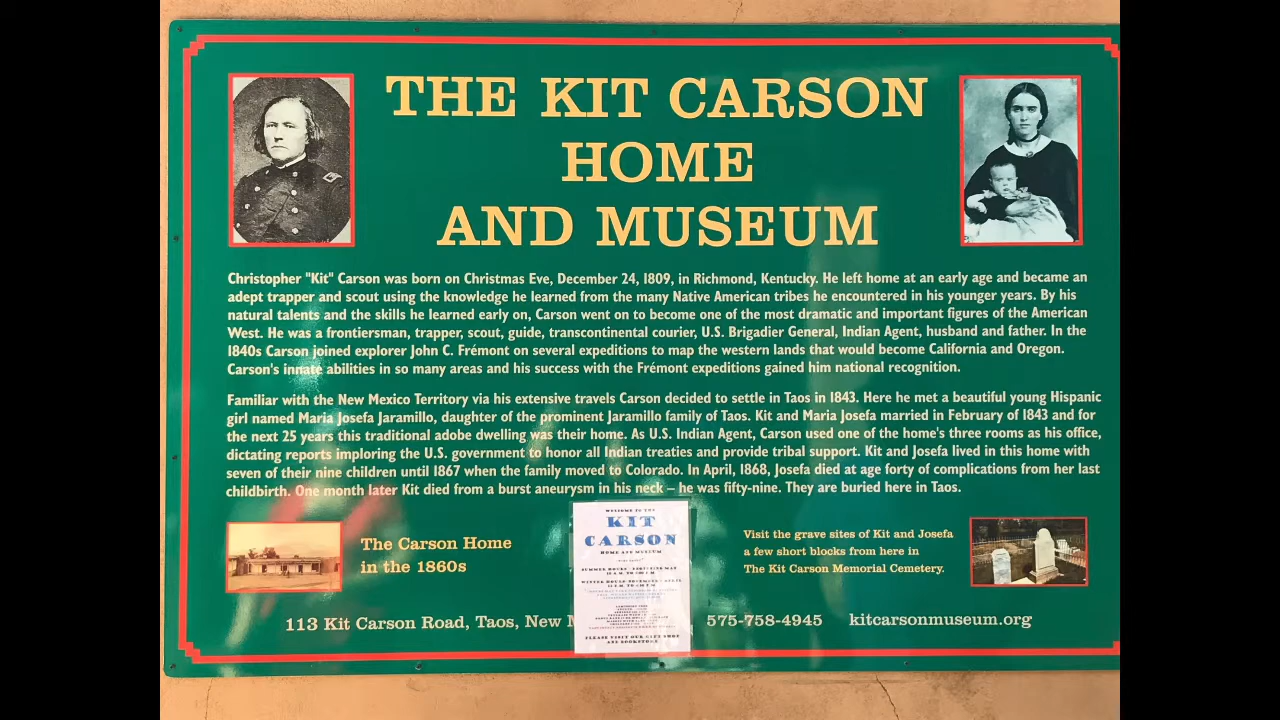 THE KIT CARSON
HOME
AND MUSEUM
Christopher "Kit" Carson was born on Christmas Eve, December 24, 1809, in Richmond, Kentucky. He left home at an early age and became an
adept trapper and scout using the knowledge he learned from the many Native American tribes he encountered in his younger years. By his
natural talents and the skills he learned early on, Carson went on to become one of the most dramatic and important figures of the American
West. He was a frontiersman, trapper, scout, guide, transcontinental courier, U.S. Brigadier General, Indian Agent, husband and father. In the
1840s Carson joined explorer John C. Frémont on several expeditions to map the western lands that would become California and Oregon.
Carson's innate abilities in so many areas and his success with the Frémont expeditions gained him national recognition.
Familiar with the New Mexico Territory via his extensive travels Carson decided to settle in Taos in 1843. Here he met a beautiful young Hispanic
girl named Maria Josefa Jaramillo, daughter of the prominent Jaramillo family of Taos. Kit and Maria Josefa married in February of 1843 and for
the next 25 years this traditional adobe dwelling was their home. As U.S. Indian Agent, Carson used one of the home's three rooms as his office,
dictating reports imploring the U.S. government to honor all Indian treaties and provide tribal support. Kit and Josefa lived in this home with
seven of their nine children until 1867 when the family moved to Colorado. In April, 1868, Josefa died at age forty of complications from her last
childbirth. One month later Kit died from a burst aneurysm in his neck – he was fifty-nine. They are buried here in Taos.
The Carson Home
in the 1860s
WELCOME TO THE
KIT
CARSON
HOME AND MUSEUM
PLEASE VISIT OUR GIFT SHOP
AND BOOKSTORE
Visit the grave sites of Kit and Josefa
a few short blocks from here in
The Kit Carson Memorial Cemetery.
113 Kit Carson Road, Taos, New M 575-758-4945 kitcarsonmuseum.org